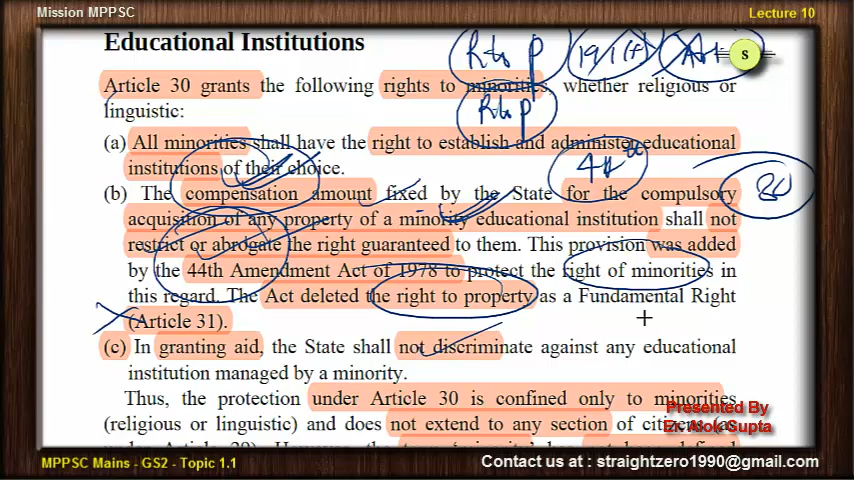 Mission MPPSC
Lecture 10
Educational Institutions
R to P
19(1)(f)
Art
S
Article 30 grants the following rights to minorities, whether religious or
linguistic:
R to P
(a) All minorities shall have the right to establish and administer educational
institutions of their choice.
44th
30
(b) The compensation amount fixed by the State for the compulsory
acquisition of any property of a minority educational institution shall not
restrict or abrogate the right guaranteed to them. This provision was added
by the 44th Amendment Act of 1978 to protect the right of minorities in
this regard. The Act deleted the right to property as a Fundamental Right
(Article 31).
(c) In granting aid, the State shall not discriminate against any educational
institution managed by a minority.
Thus, the protection under Article 30 is confined only to minorities
(religious or linguistic) and does not extend to any section of citizens (as
Presented By
Er. Alok Gupta
MPPSC Mains - GS2 - Topic 1.1
Contact us at : straightzero1990@gmail.com